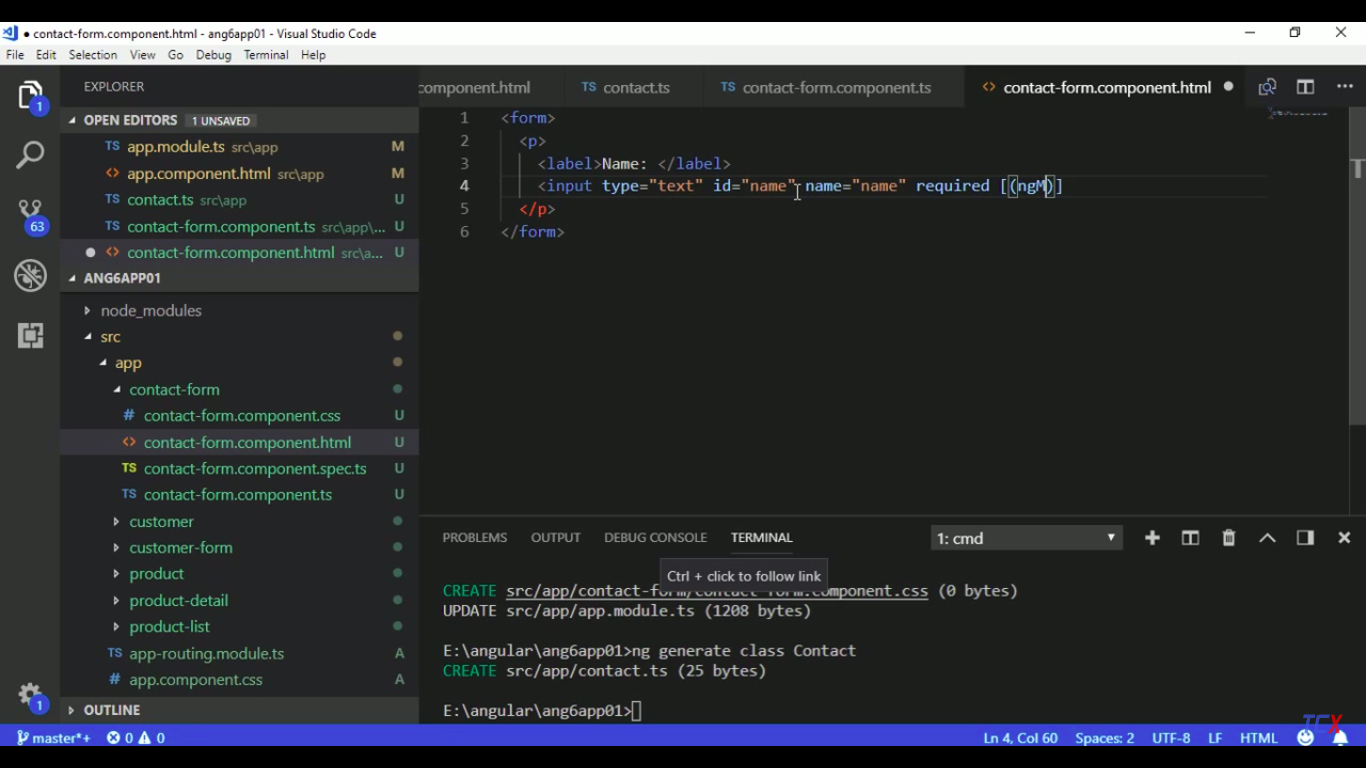 ● contact-form.component.html - ang6app01 - Visual Studio Code
File Edit Selection View Go Debug Terminal Help
EXPLORER
component.html TS contact.ts TS contact-form.component.ts <> contact-form.component.html ●
1
OPEN EDITORS 1 UNSAVED
TS app.module.ts src\app M
<> app.component.html src\app M
TS contact.ts src\app U
TS contact-form.component.ts src\app\... U
● <> contact-form.component.html src\a... U
63
ANG6APP01
node_modules
src
app
contact-form
# contact-form.component.css U
<> contact-form.component.html U
TS contact-form.component.spec.ts U
TS contact-form.component.ts U
customer
customer-form
product
product-detail
product-list
TS app-routing.module.ts A
# app.component.css A
1
OUTLINE
1 <form>
2 <p>
3 <label>Name: </label>
4 <input type="text" id="name" name="name" required [(ngM)]
5 </p>
6 </form>
PROBLEMS OUTPUT DEBUG CONSOLE TERMINAL 1: cmd
Ctrl + click to follow link
CREATE src/app/contact-form/contact-form.component.css (0 bytes)
UPDATE src/app/app.module.ts (1208 bytes)
E:\angular\ang6app01>ng generate class Contact
CREATE src/app/contact.ts (25 bytes)
E:\angular\ang6app01>
TCX
master*+ 0 0 Ln 4, Col 60 Spaces: 2 UTF-8 LF HTML